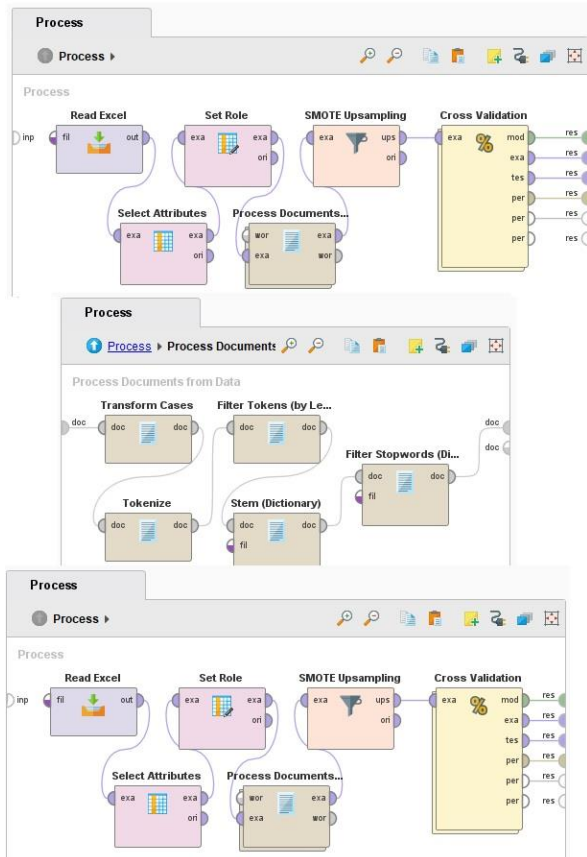 Process
Process
Process
Read Excel
Set Role
SMOTE Upsampling
Cross Validation
inp
fil
out
exa
exa
ori
exa
ups
ori
exa
mod
exa
tes
per
per
per
res
res
res
res
res
res
Select Attributes
Process Documents...
exa
exa
ori
wor
exa
exa
wor
Process
Process
Process Documents
Process Documents from Data
Transform Cases
Filter Tokens (by Le...
doc
doc
doc
doc
doc
doc
doc
Filter Stopwords (Di...
doc
doc
fil
Tokenize
Stem (Dictionary)
doc
doc
doc
doc
fil
Process
Process
Process
Read Excel
Set Role
SMOTE Upsampling
Cross Validation
inp
fil
out
exa
exa
ori
exa
ups
ori
exa
mod
exa
tes
per
per
per
res
res
res
res
res
res
Select Attributes
Process Documents...
exa
exa
ori
wor
exa
exa
wor